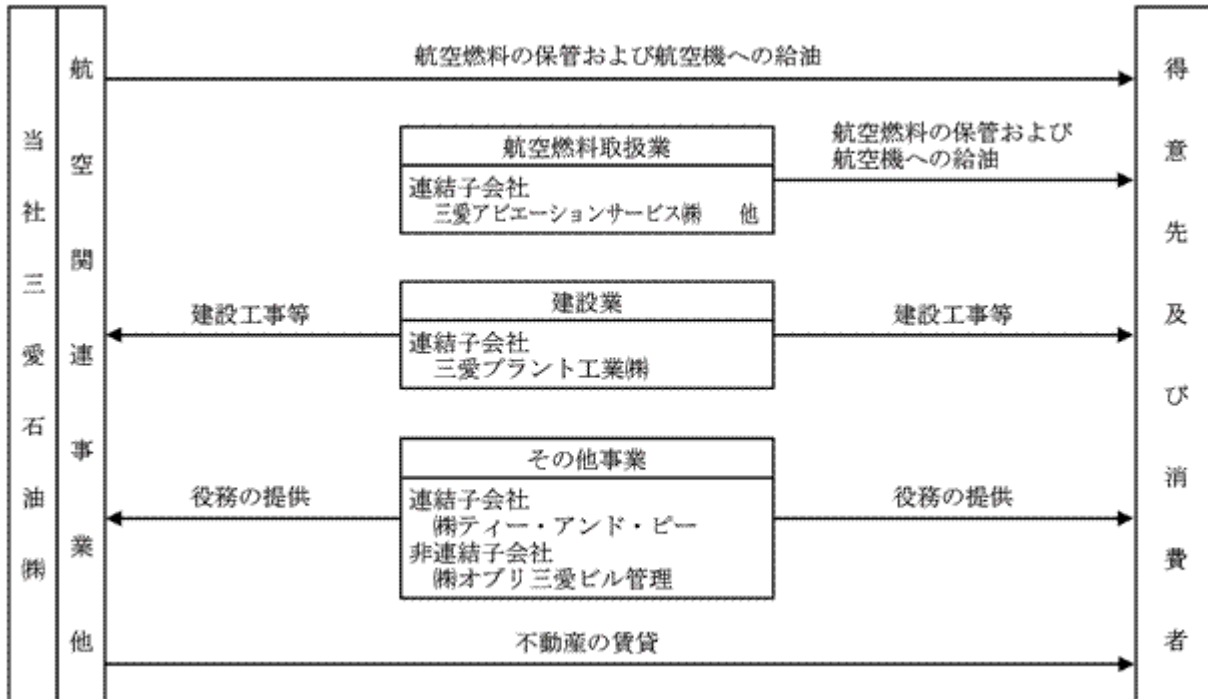 当社三愛石油㈱
航空関連事業他
航空燃料の保管および航空機への給油
航空燃料取扱業
連結子会社
三愛アビエーションサービス㈱　他
航空燃料の保管および
航空機への給油
建設工事等
建設業
連結子会社
三愛プラント工業㈱
建設工事等
役務の提供
その他事業
連結子会社
㈱ティー・アンド・ピー
非連結子会社
㈱オブリ三愛ビル管理
役務の提供
不動産の賃貸
得意先及び消費者